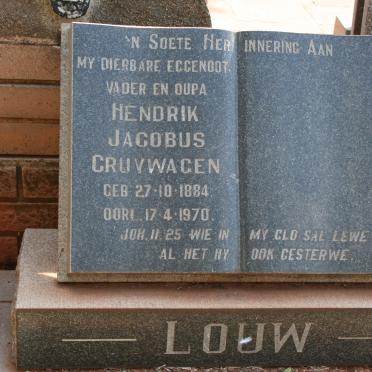 'n Soete Herinnering Aan
MY DIERBARE EGGENOOT,
VADER EN OUPA
HENDRIK
JACOBUS
GRUYWAGEN
GEB 27·10·1884
OORL. 17·4·1970.
JOH. 11.25 WIE IN MY GLO SAL LEWE
AL HET HY OOK GESTERWE.
LOUW